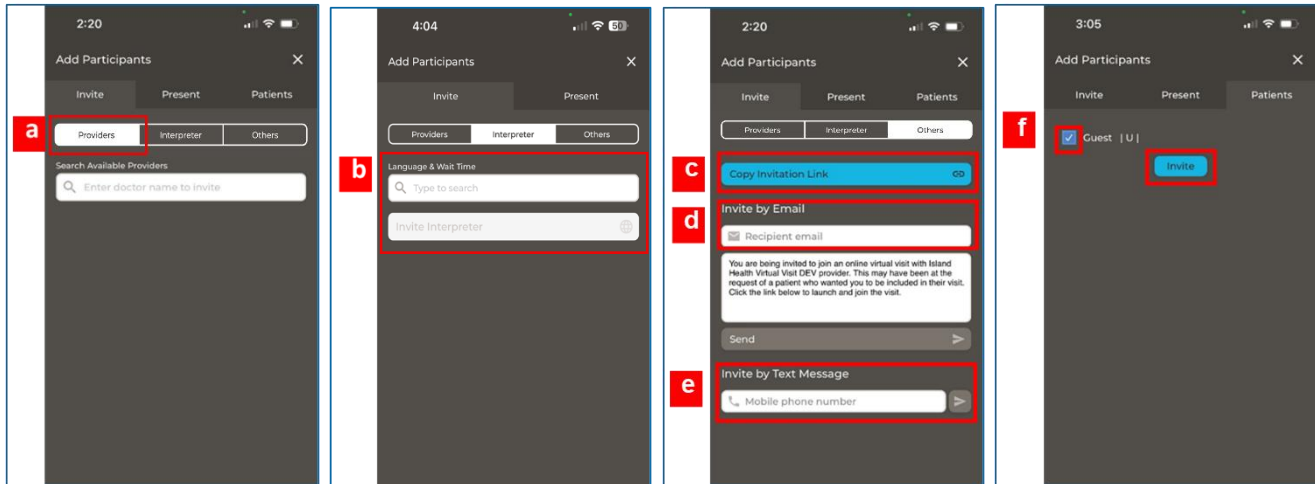 2:20
Add Participants
Invite Present Patients
a
Providers Interpreter Others
Search Available Providers
Enter doctor name to invite
4:04
50
Add Participants
Invite Present
Providers Interpreter Others
b
Language & Wait Time
Type to search
Invite Interpreter
2:20
Add Participants
Invite Present Patients
Providers Interpreter Others
c
Copy Invitation Link
d
Invite by Email
Recipient email
You are being invited to join an online virtual visit with Island
Health Virtual Visit DEV provider. This may have been at the
request of a patient who wanted you to be included in their visit.
Click the link below to launch and join the visit.
Send
e
Invite by Text Message
Mobile phone number
3:05
Add Participants
Invite Present Patients
f
Guest | U |
Invite